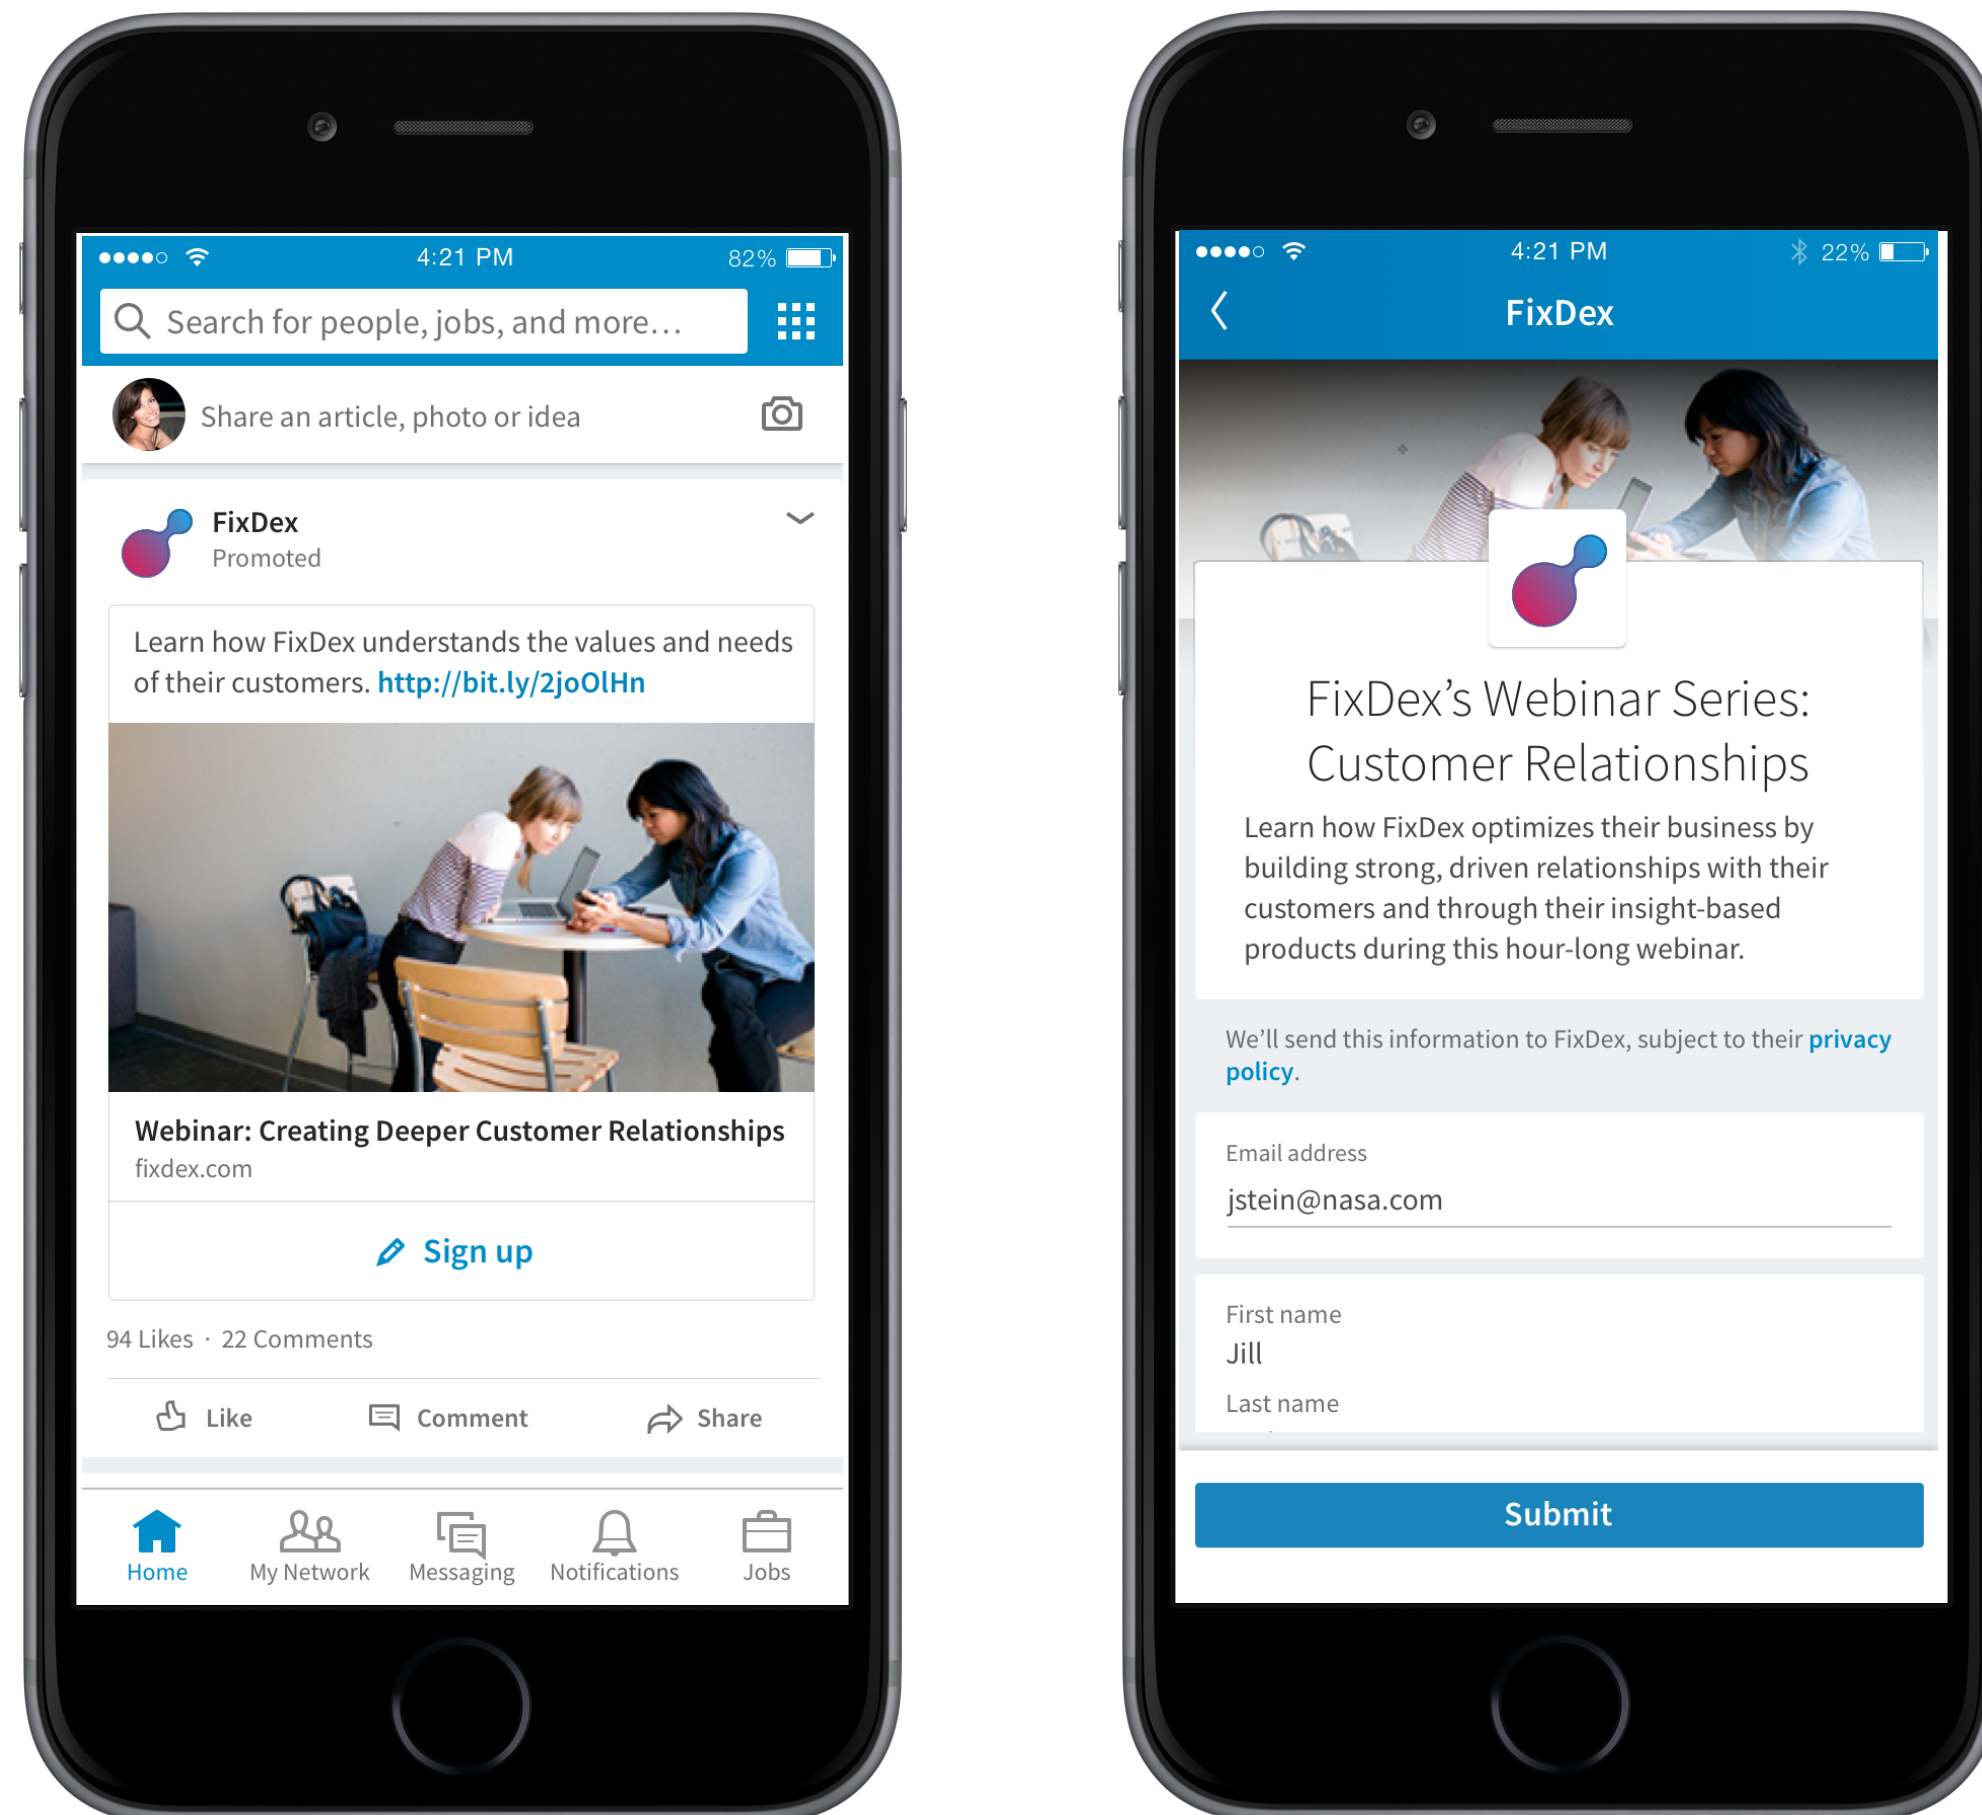 4:21 PM
82%
Search for people, jobs, and more...
Share an article, photo or idea
FixDex
Promoted
Learn how FixDex understands the values and needs
of their customers. http://bit.ly/2joOlHn
Webinar: Creating Deeper Customer Relationships
fixdex.com
Sign up
94 Likes · 22 Comments
Like
Comment
Share
Home
My Network
Messaging
Notifications
Jobs
4:21 PM
22%
FixDex
FixDex’s Webinar Series:
Customer Relationships
Learn how FixDex optimizes their business by
building strong, driven relationships with their
customers and through their insight-based
products during this hour-long webinar.
We’ll send this information to FixDex, subject to their privacy
policy.
Email address
jstein@nasa.com
First name
Jill
Last name
Submit